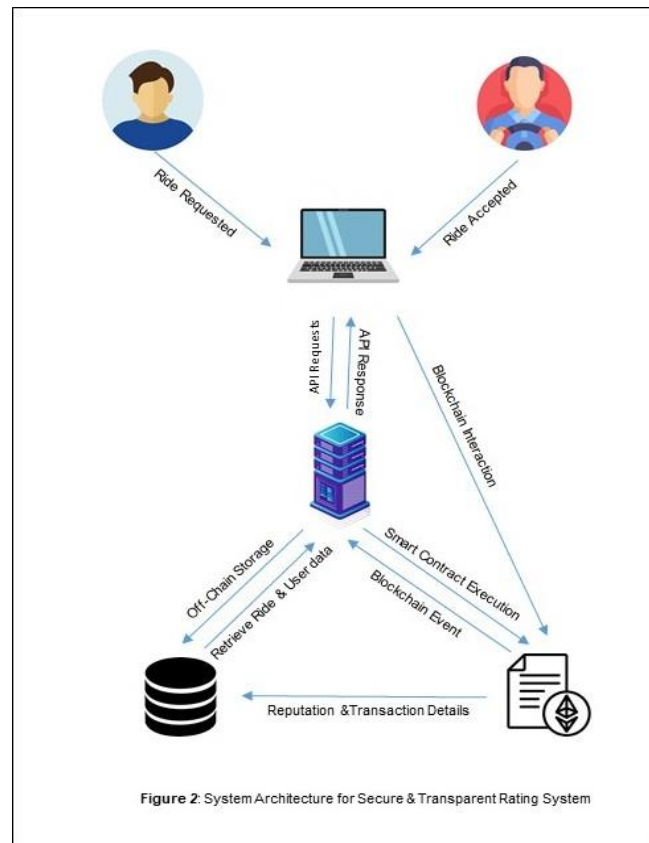 Ride Requested
Ride Accepted
API Requests
API Response
Blockchain Interaction
Off-Chain Storage
Retrieve Ride & User data
Smart Contract Execution
Blockchain Event
Reputation &Transaction Details
Figure 2: System Architecture for Secure & Transparent Rating System